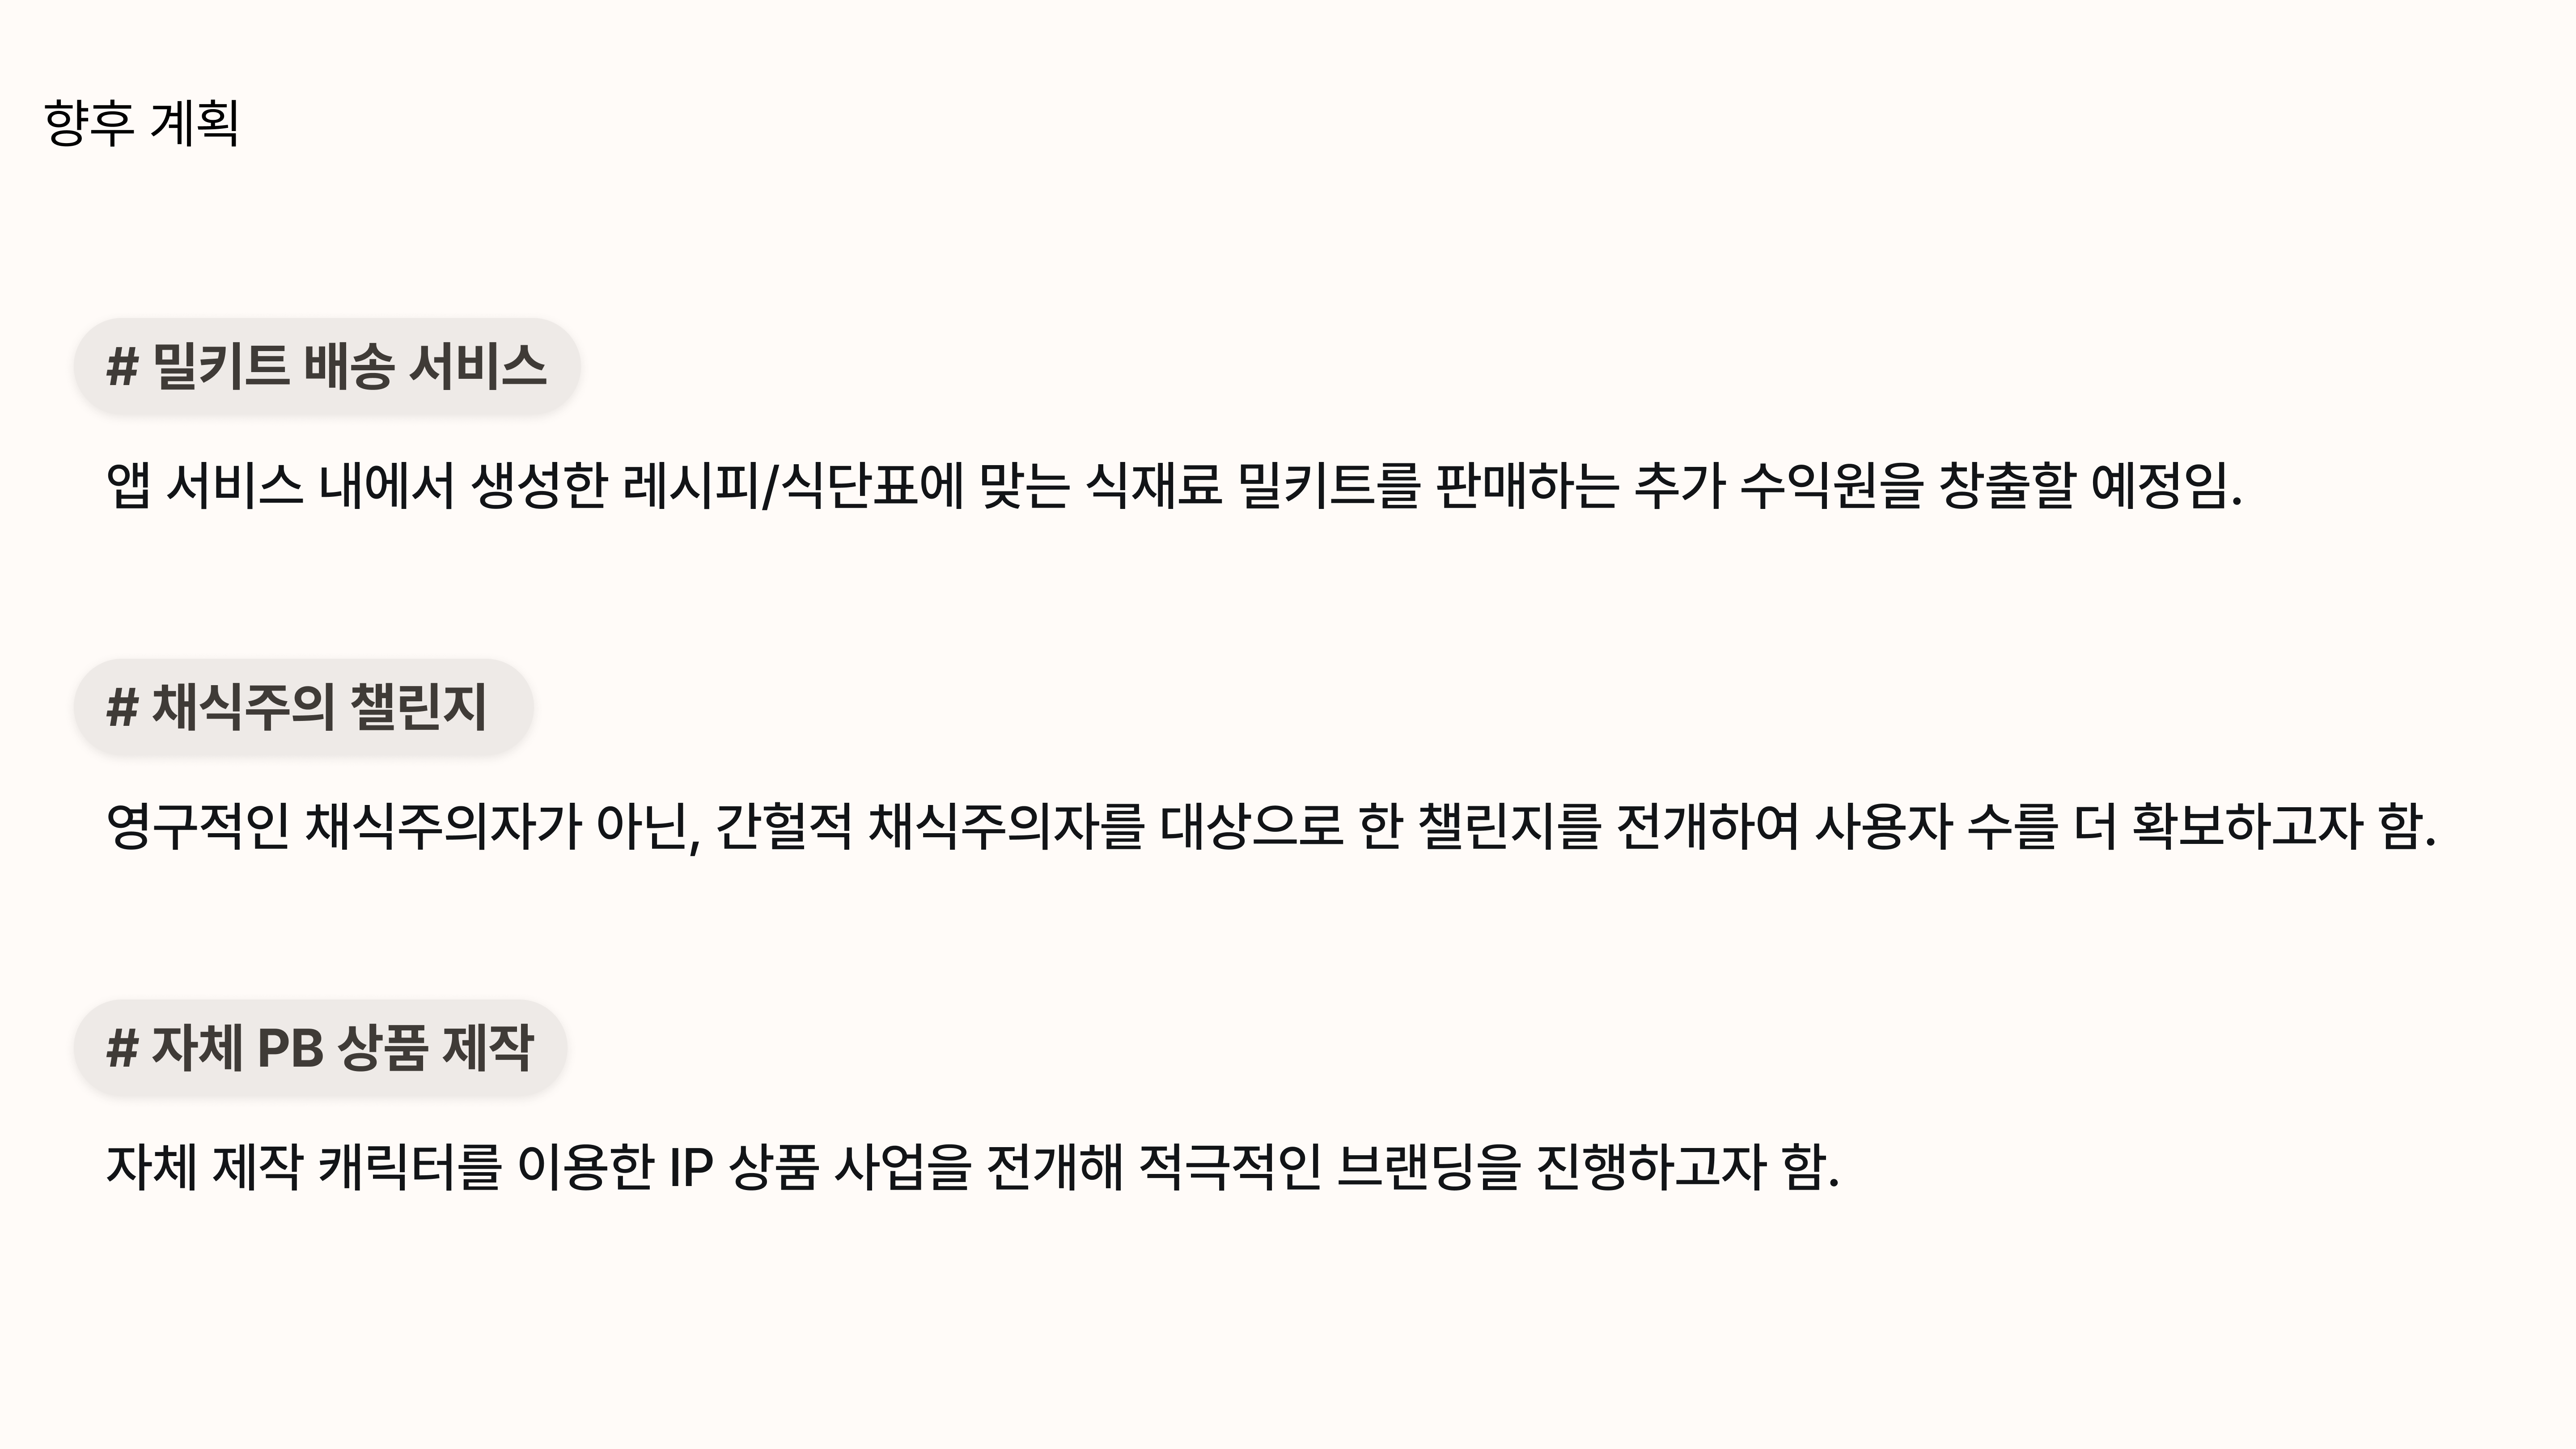 향후 계획
# 밀키트 배송 서비스
앱 서비스 내에서 생성한 레시피/식단표에 맞는 식재료 밀키트를 판매하는 추가 수익원을 창출할 예정임.
# 채식주의 챌린지
영구적인 채식주의자가 아닌, 간헐적 채식주의자를 대상으로 한 챌린지를 전개하여 사용자 수를 더 확보하고자 함.
# 자체 PB 상품 제작
자체 제작 캐릭터를 이용한 IP 상품 사업을 전개해 적극적인 브랜딩을 진행하고자 함.